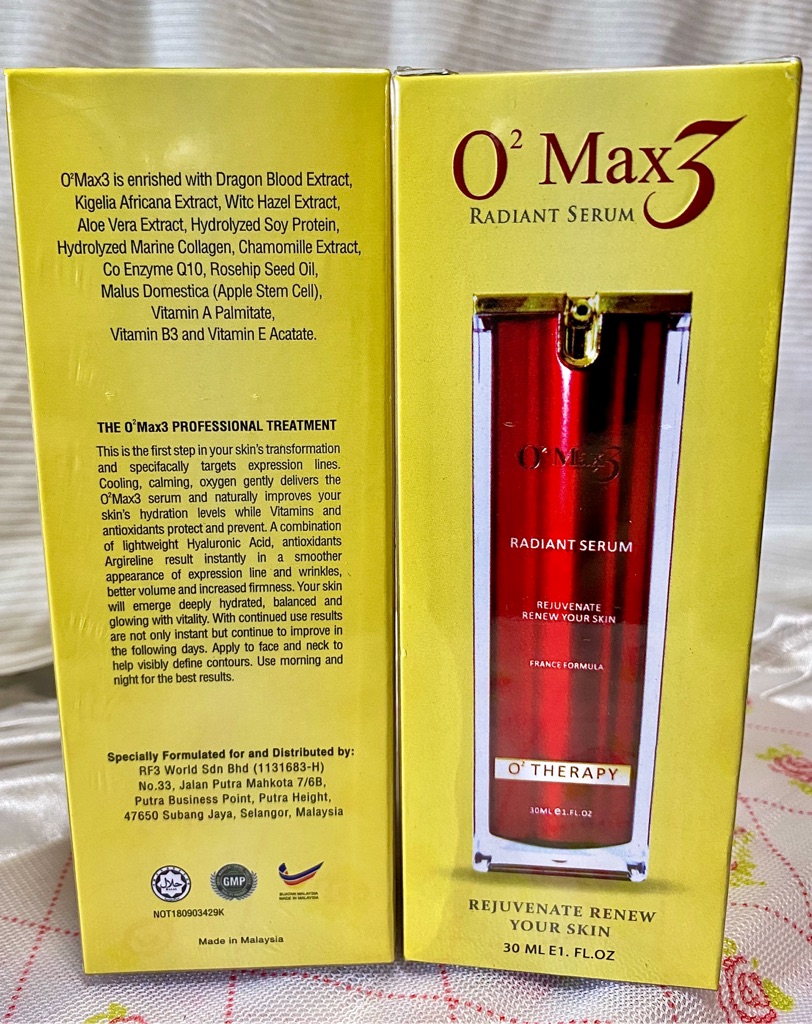 O²Max3 is enriched with Dragon Blood Extract,
Kigelia Africana Extract, Witc Hazel Extract,
Aloe Vera Extract, Hydrolyzed Soy Protein,
Hydrolyzed Marine Collagen, Chamomille Extract,
Co Enzyme Q10, Rosehip Seed Oil,
Malus Domestica (Apple Stem Cell),
Vitamin A Palmitate,
Vitamin B3 and Vitamin E Acatate.
THE O²Max3 PROFESSIONAL TREATMENT
This is the first step in your skin's transformation
and specifacally targets expression lines.
Cooling, calming, oxygen gently delivers the
O²Max3 serum and naturally improves your
skin's hydration levels while Vitamins and
antioxidants protect and prevent. A combination
of lightweight Hyaluronic Acid, antioxidants
Argireline result instantly in a smoother
appearance of expression line and wrinkles,
better volume and increased firmness. Your skin
will emerge deeply hydrated, balanced and
glowing with vitality. With continued use results
are not only instant but continue to improve in
the following days. Apply to face and neck to
help visibly define contours. Use morning and
night for the best results.
Specially Formulated for and Distributed by:
RF3 World Sdn Bhd (1131683-H)
No.33, Jalan Putra Mahkota 7/6B,
Putra Business Point, Putra Height,
47650 Subang Jaya, Selangor, Malaysia
حلال
GMP
BUATAN MALAYSIA
MADE IN MALAYSIA
NOT180903429K
Made in Malaysia
O² Max3
RADIANT SERUM
O² Max3
RADIANT SERUM
REJUVENATE
RENEW YOUR SKIN
FRANCE FORMULA
O² THERAPY
30ML e1.FL.OZ
REJUVENATE RENEW
YOUR SKIN
30 ML E1. FL.OZ